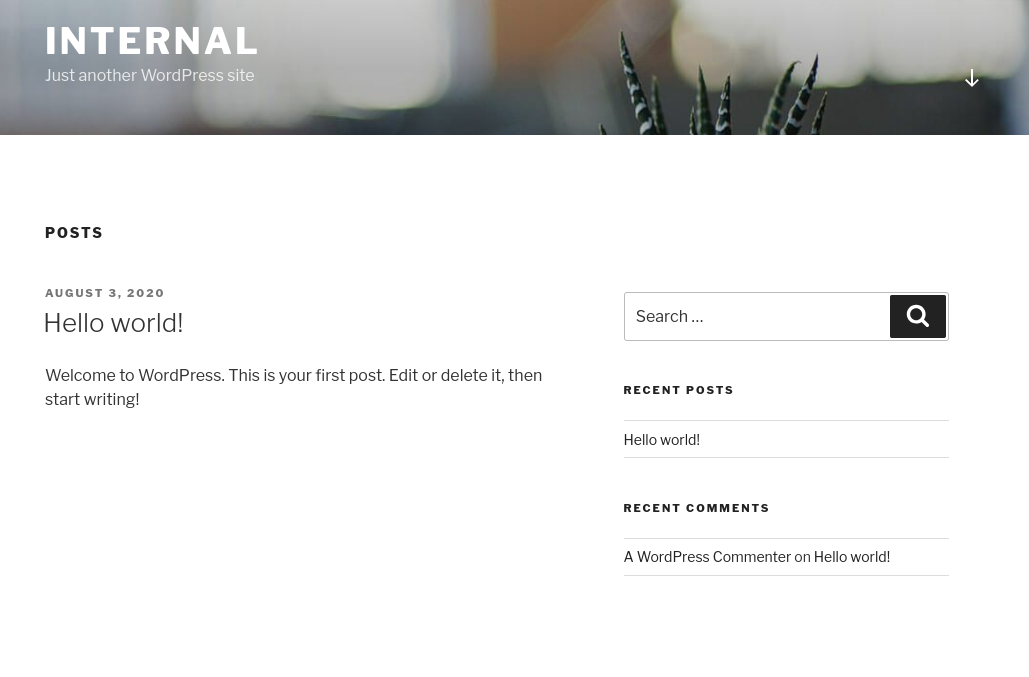 INTERNAL
Just another WordPress site
POSTS
AUGUST 3, 2020
Hello world!
Welcome to WordPress. This is your first post. Edit or delete it, then
start writing!
Search …
RECENT POSTS
Hello world!
RECENT COMMENTS
A WordPress Commenter on Hello world!